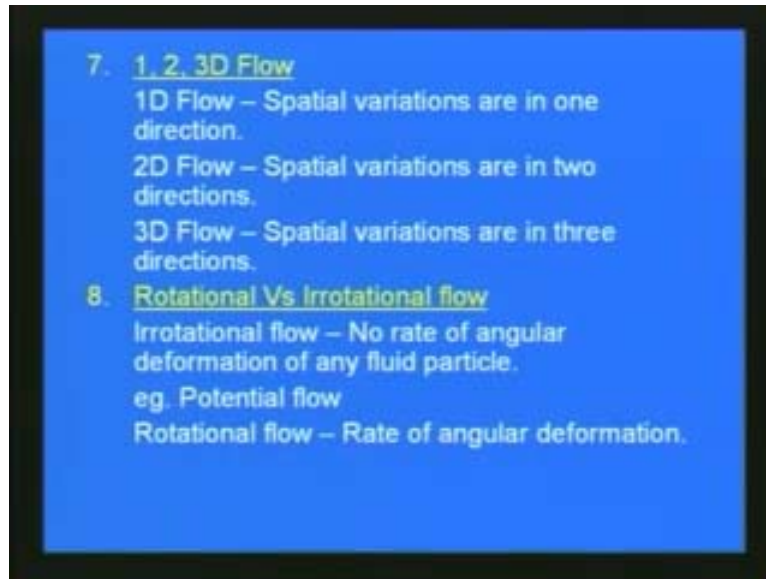 7. 1, 2, 3D Flow
1D Flow – Spatial variations are in one
direction.
2D Flow – Spatial variations are in two
directions.
3D Flow – Spatial variations are in three
directions.
8. Rotational Vs Irrotational flow
Irrotational flow – No rate of angular
deformation of any fluid particle.
eg. Potential flow
Rotational flow – Rate of angular deformation.